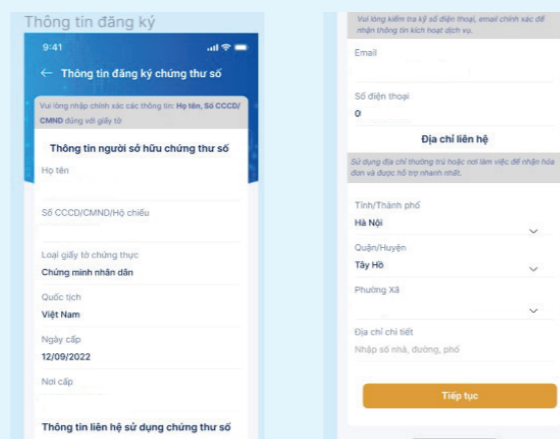 Thông tin đăng ký
9:41
Thông tin đăng ký chứng thư số
Vui lòng nhập chính xác các thông tin: Họ tên, Số CCCD/
CMND đúng với giấy tờ
Thông tin người sở hữu chứng thư số
Họ tên
Số CCCD/CMND/Hộ chiếu
Loại giấy tờ chứng thực
Chứng minh nhân dân
Quốc tịch
Việt Nam
Ngày cấp
12/09/2022
Nơi cấp
Thông tin liên hệ sử dụng chứng thư số
Vui lòng kiểm tra kỹ số điện thoại, email chính xác để
nhận thông tin kích hoạt dịch vụ.
Email
Số điện thoại
0
Địa chỉ liên hệ
Sử dụng địa chỉ thường trú hoặc nơi làm việc để nhận hóa
đơn và được hỗ trợ nhanh nhất.
Tỉnh/Thành phố
Hà Nội
Quận/Huyện
Tây Hồ
Phường Xã
Địa chỉ chi tiết
Nhập số nhà, đường, phố
Tiếp tục